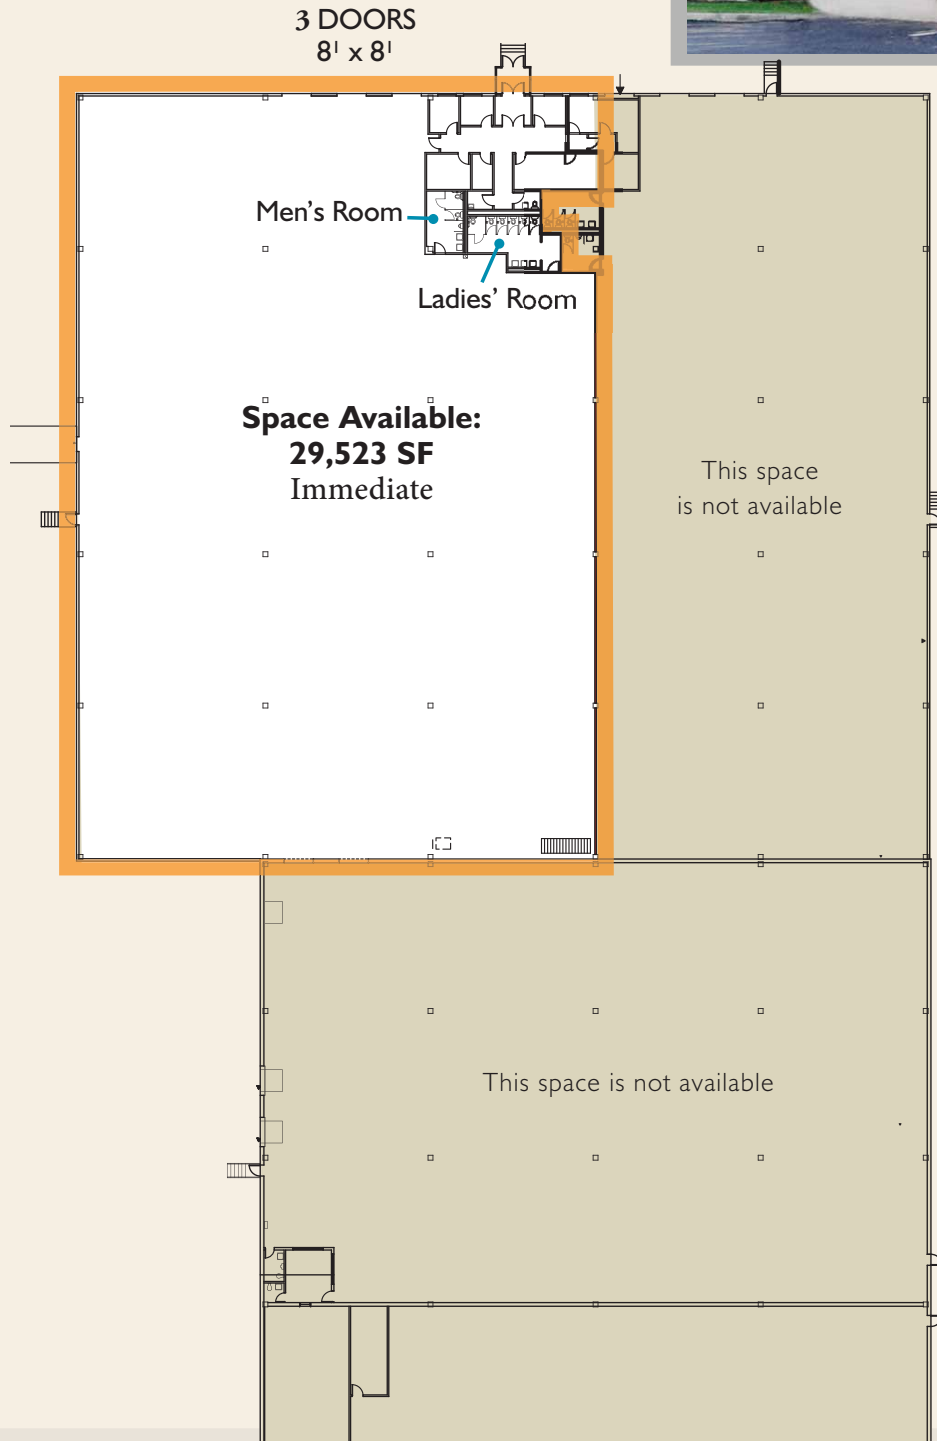 3 DOORS
8' x 8'
Men's Room
Ladies' Room
Space Available:
29,523 SF
Immediate
This space
is not available
This space is not available